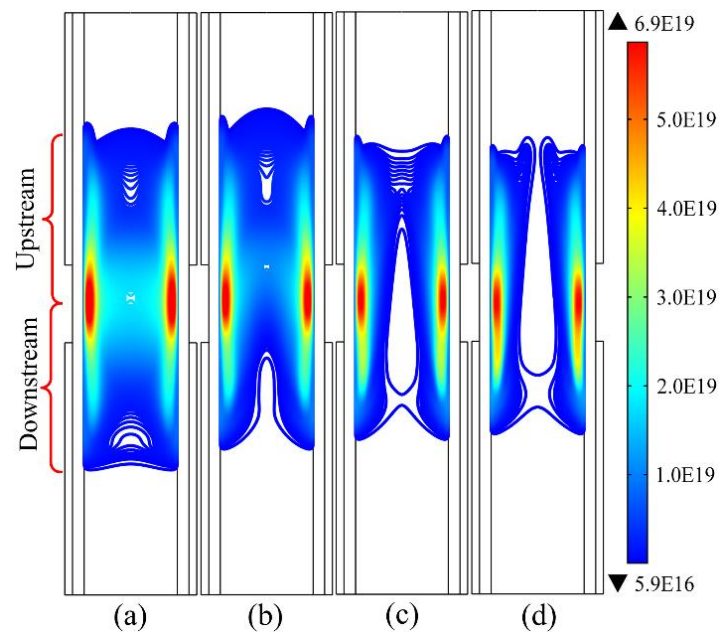 6.9E19
5.0E19
4.0E19
3.0E19
2.0E19
1.0E19
5.9E16
Upstream
Downstream
(a) (b) (c) (d)